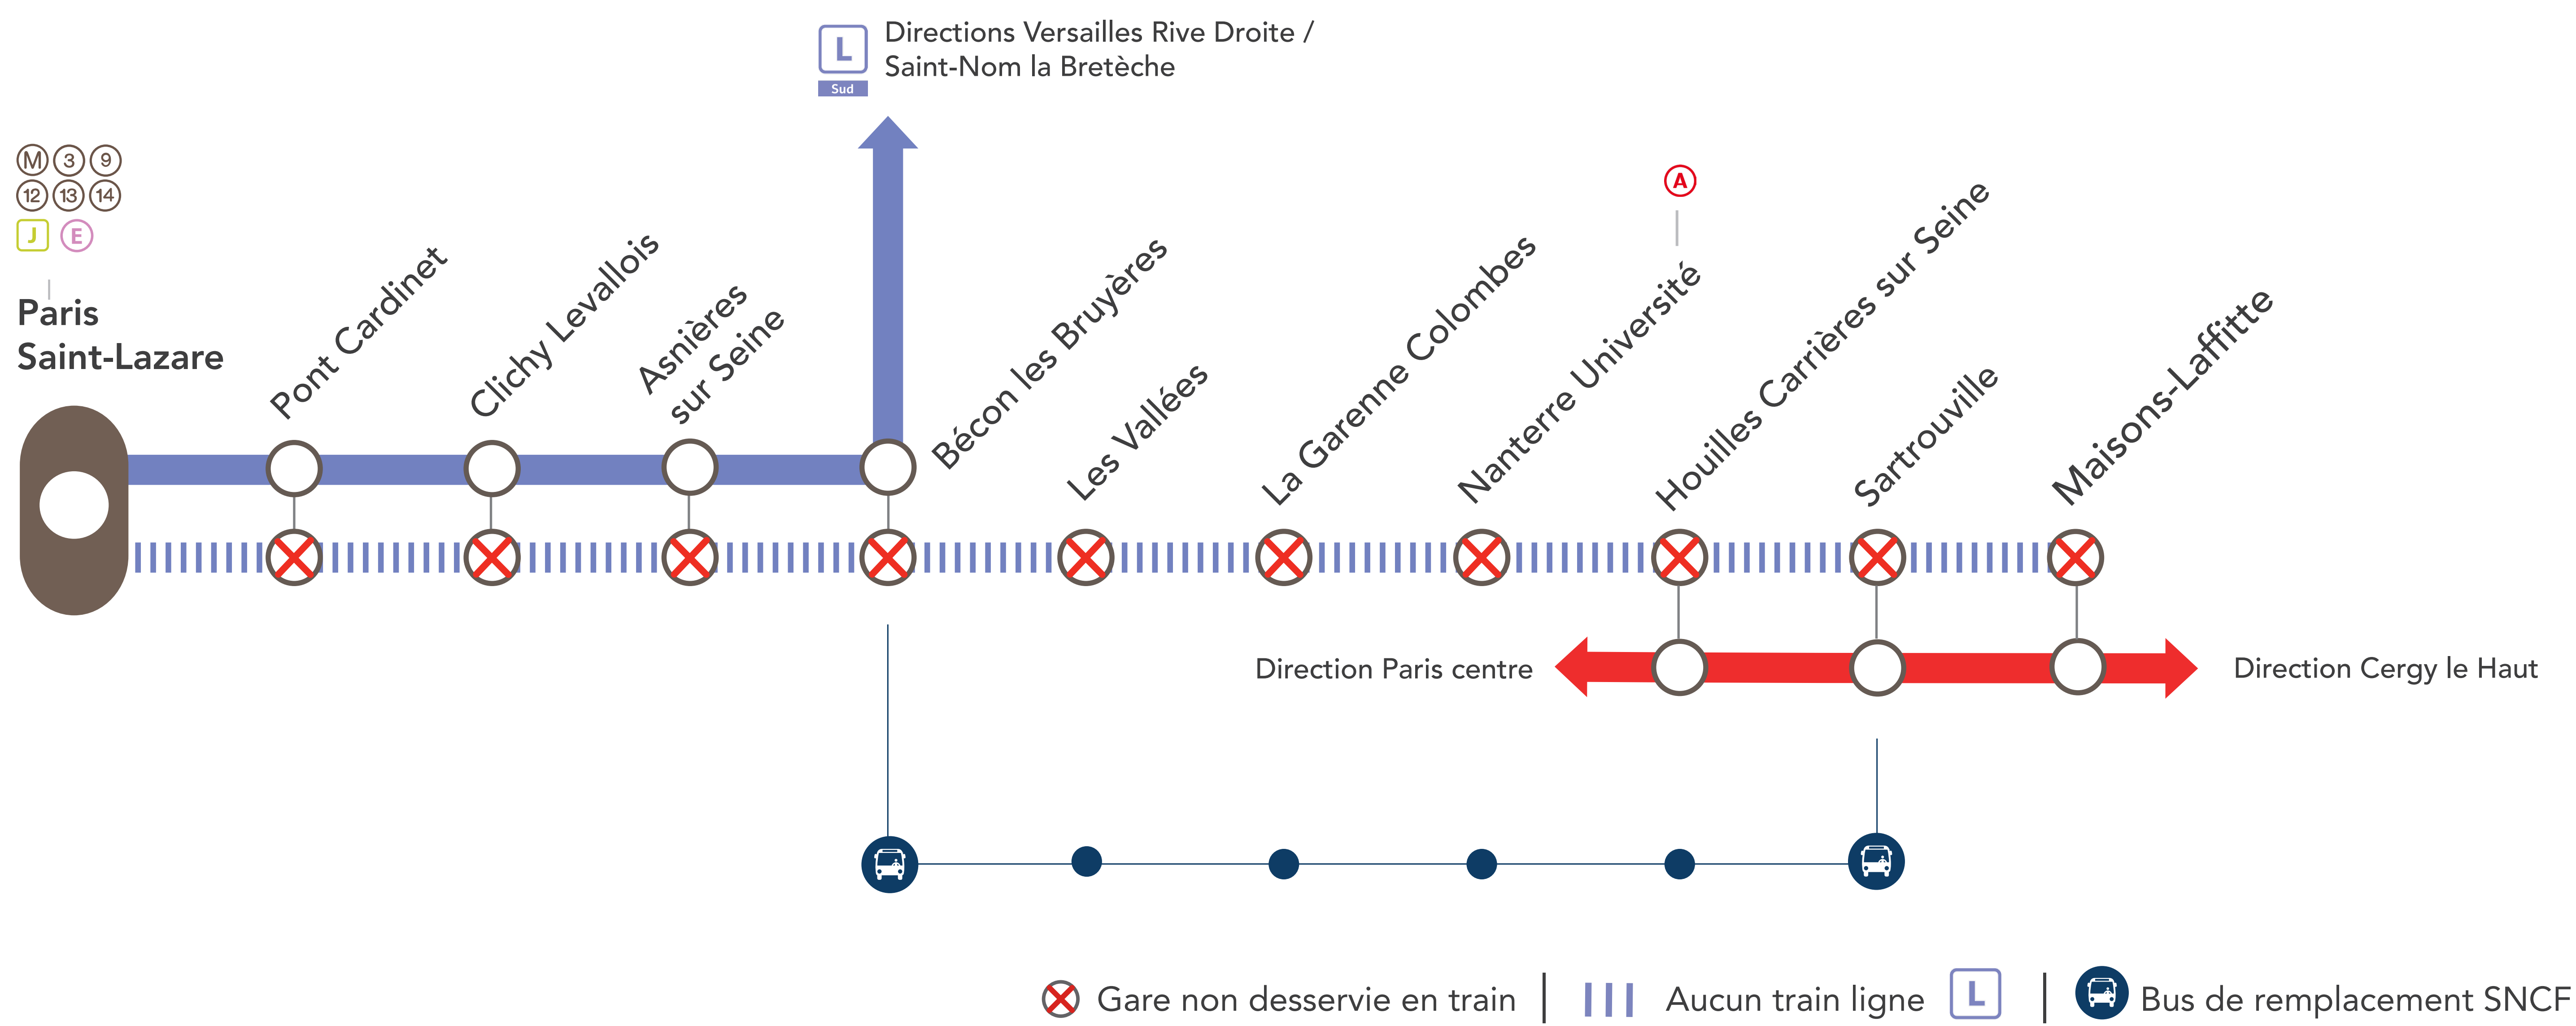 L
Sud
Directions Versailles Rive Droite /
Saint-Nom la Bretèche
M 3 9
12 13 14
J E
Paris
Saint-Lazare
Pont Cardinet
Clichy Levallois
Asnières
sur Seine
Bécon les Bruyères
Les Vallées
La Garenne Colombes
A
Nanterre Université
Houilles Carrières sur Seine
Sartrouville
Maisons-Laffitte
Direction Paris centre
Direction Cergy le Haut
Gare non desservie en train
Aucun train ligne L
Bus de remplacement SNCF